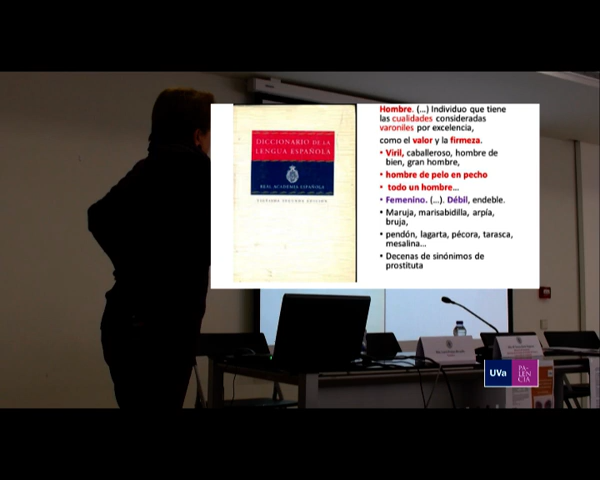 DICCIONARIO DE LA
LENGUA ESPAÑOLA
REAL ACADEMIA ESPAÑOLA
VIGÉSIMA SEGUNDA EDICIÓN
Hombre. (...) Individuo que tiene
las cualidades consideradas
varoniles por excelencia,
como el valor y la firmeza.
• Viril, caballeroso, hombre de
bien, gran hombre,
• hombre de pelo en pecho
• todo un hombre...
• Femenino. (...). Débil, endeble.
• Maruja, marisabidilla, arpía,
bruja,
• pendón, lagarta, pécora, tarasca,
mesalina...
• Decenas de sinónimos de
prostituta
UVa
PA-
LEN
CIA